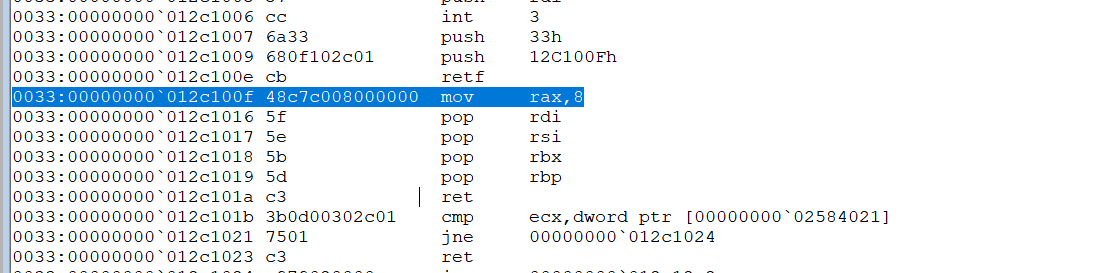 0033:00000000`012c1006 cc int 3
0033:00000000`012c1007 6a33 push 33h
0033:00000000`012c1009 680f102c01 push 12C100Fh
0033:00000000`012c100e cb retf
0033:00000000`012c100f 48c7c008000000 mov rax,8
0033:00000000`012c1016 5f pop rdi
0033:00000000`012c1017 5e pop rsi
0033:00000000`012c1018 5b pop rbx
0033:00000000`012c1019 5d pop rbp
0033:00000000`012c101a c3 ret
0033:00000000`012c101b 3b0d00302c01 cmp ecx,dword ptr [00000000`02584021]
0033:00000000`012c1021 7501 jne 00000000`012c1024
0033:00000000`012c1023 c3 ret